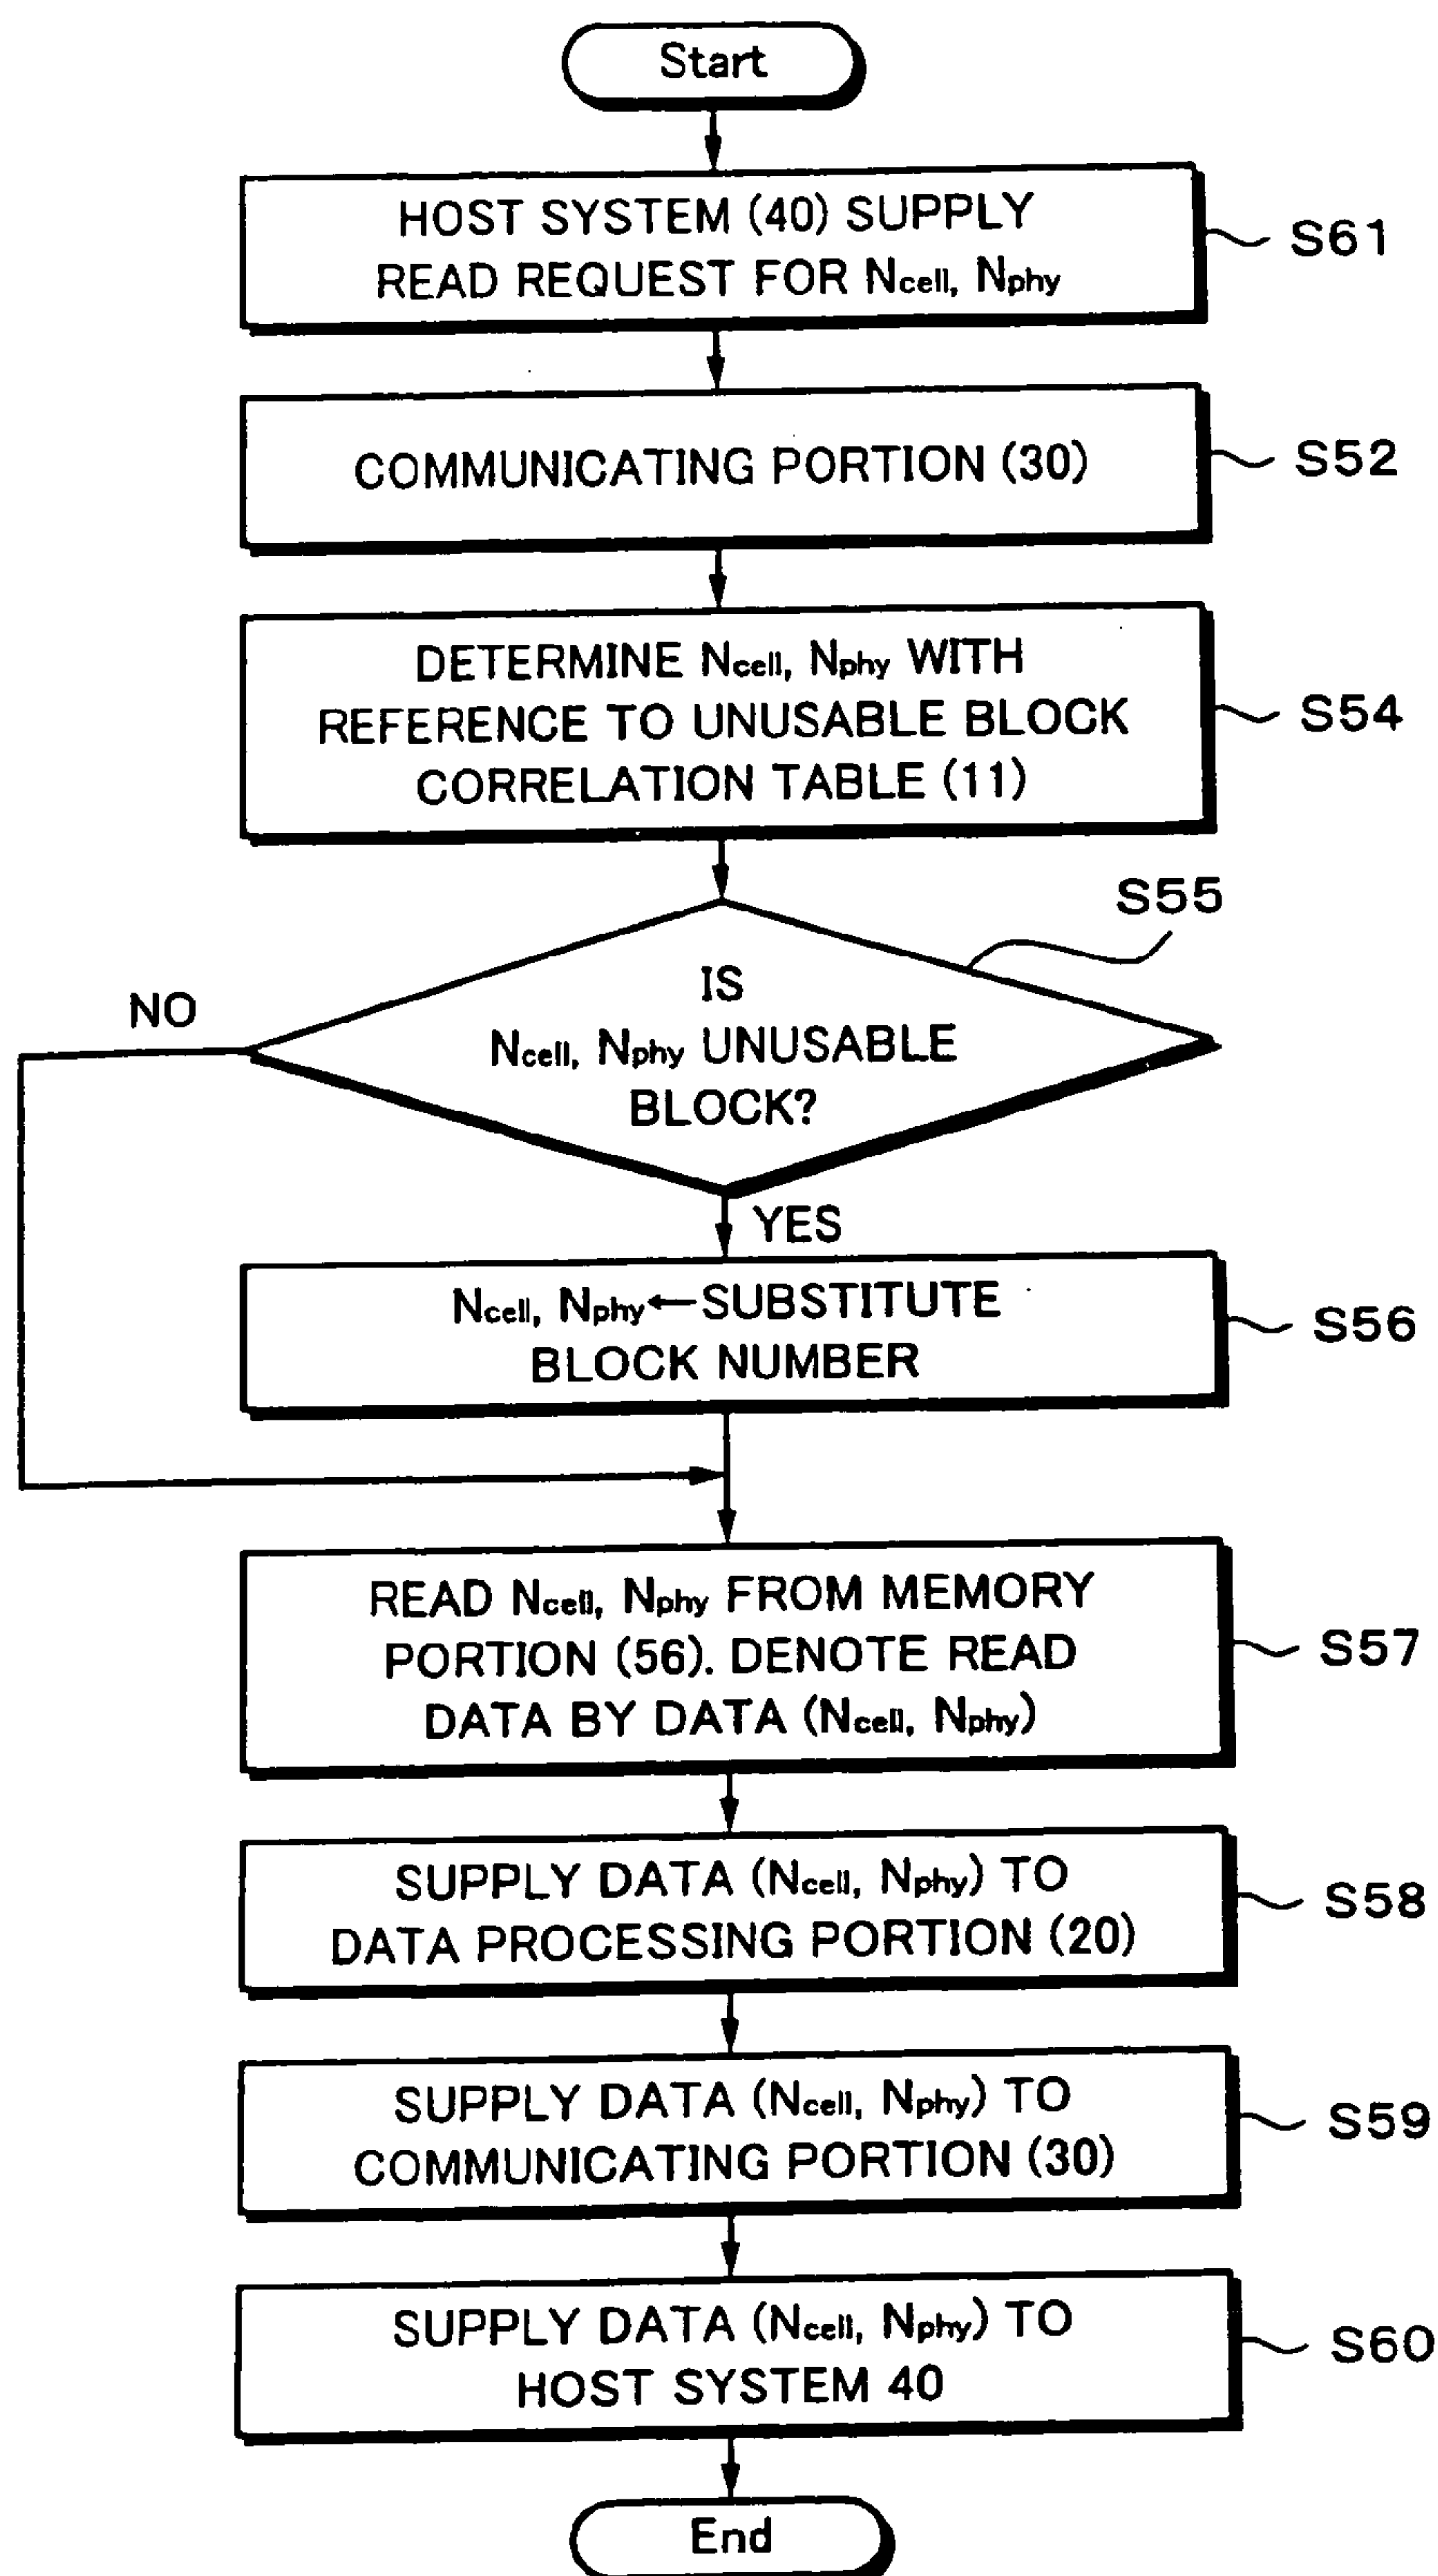 Start
HOST SYSTEM (40) SUPPLY
READ REQUEST FOR Ncell, Nphy
S61
COMMUNICATING PORTION (30)
S52
DETERMINE Ncell, Nphy WITH
REFERENCE TO UNUSABLE BLOCK
CORRELATION TABLE (11)
S54
S55
IS
Ncell, Nphy UNUSABLE
BLOCK?
NO
YES
Ncell, Nphy←SUBSTITUTE
BLOCK NUMBER
S56
READ Ncell, Nphy FROM MEMORY
PORTION (56). DENOTE READ
DATA BY DATA (Ncell, Nphy)
S57
SUPPLY DATA (Ncell, Nphy) TO
DATA PROCESSING PORTION (20)
S58
SUPPLY DATA (Ncell, Nphy) TO
COMMUNICATING PORTION (30)
S59
SUPPLY DATA (Ncell, Nphy) TO
HOST SYSTEM 40
S60
End